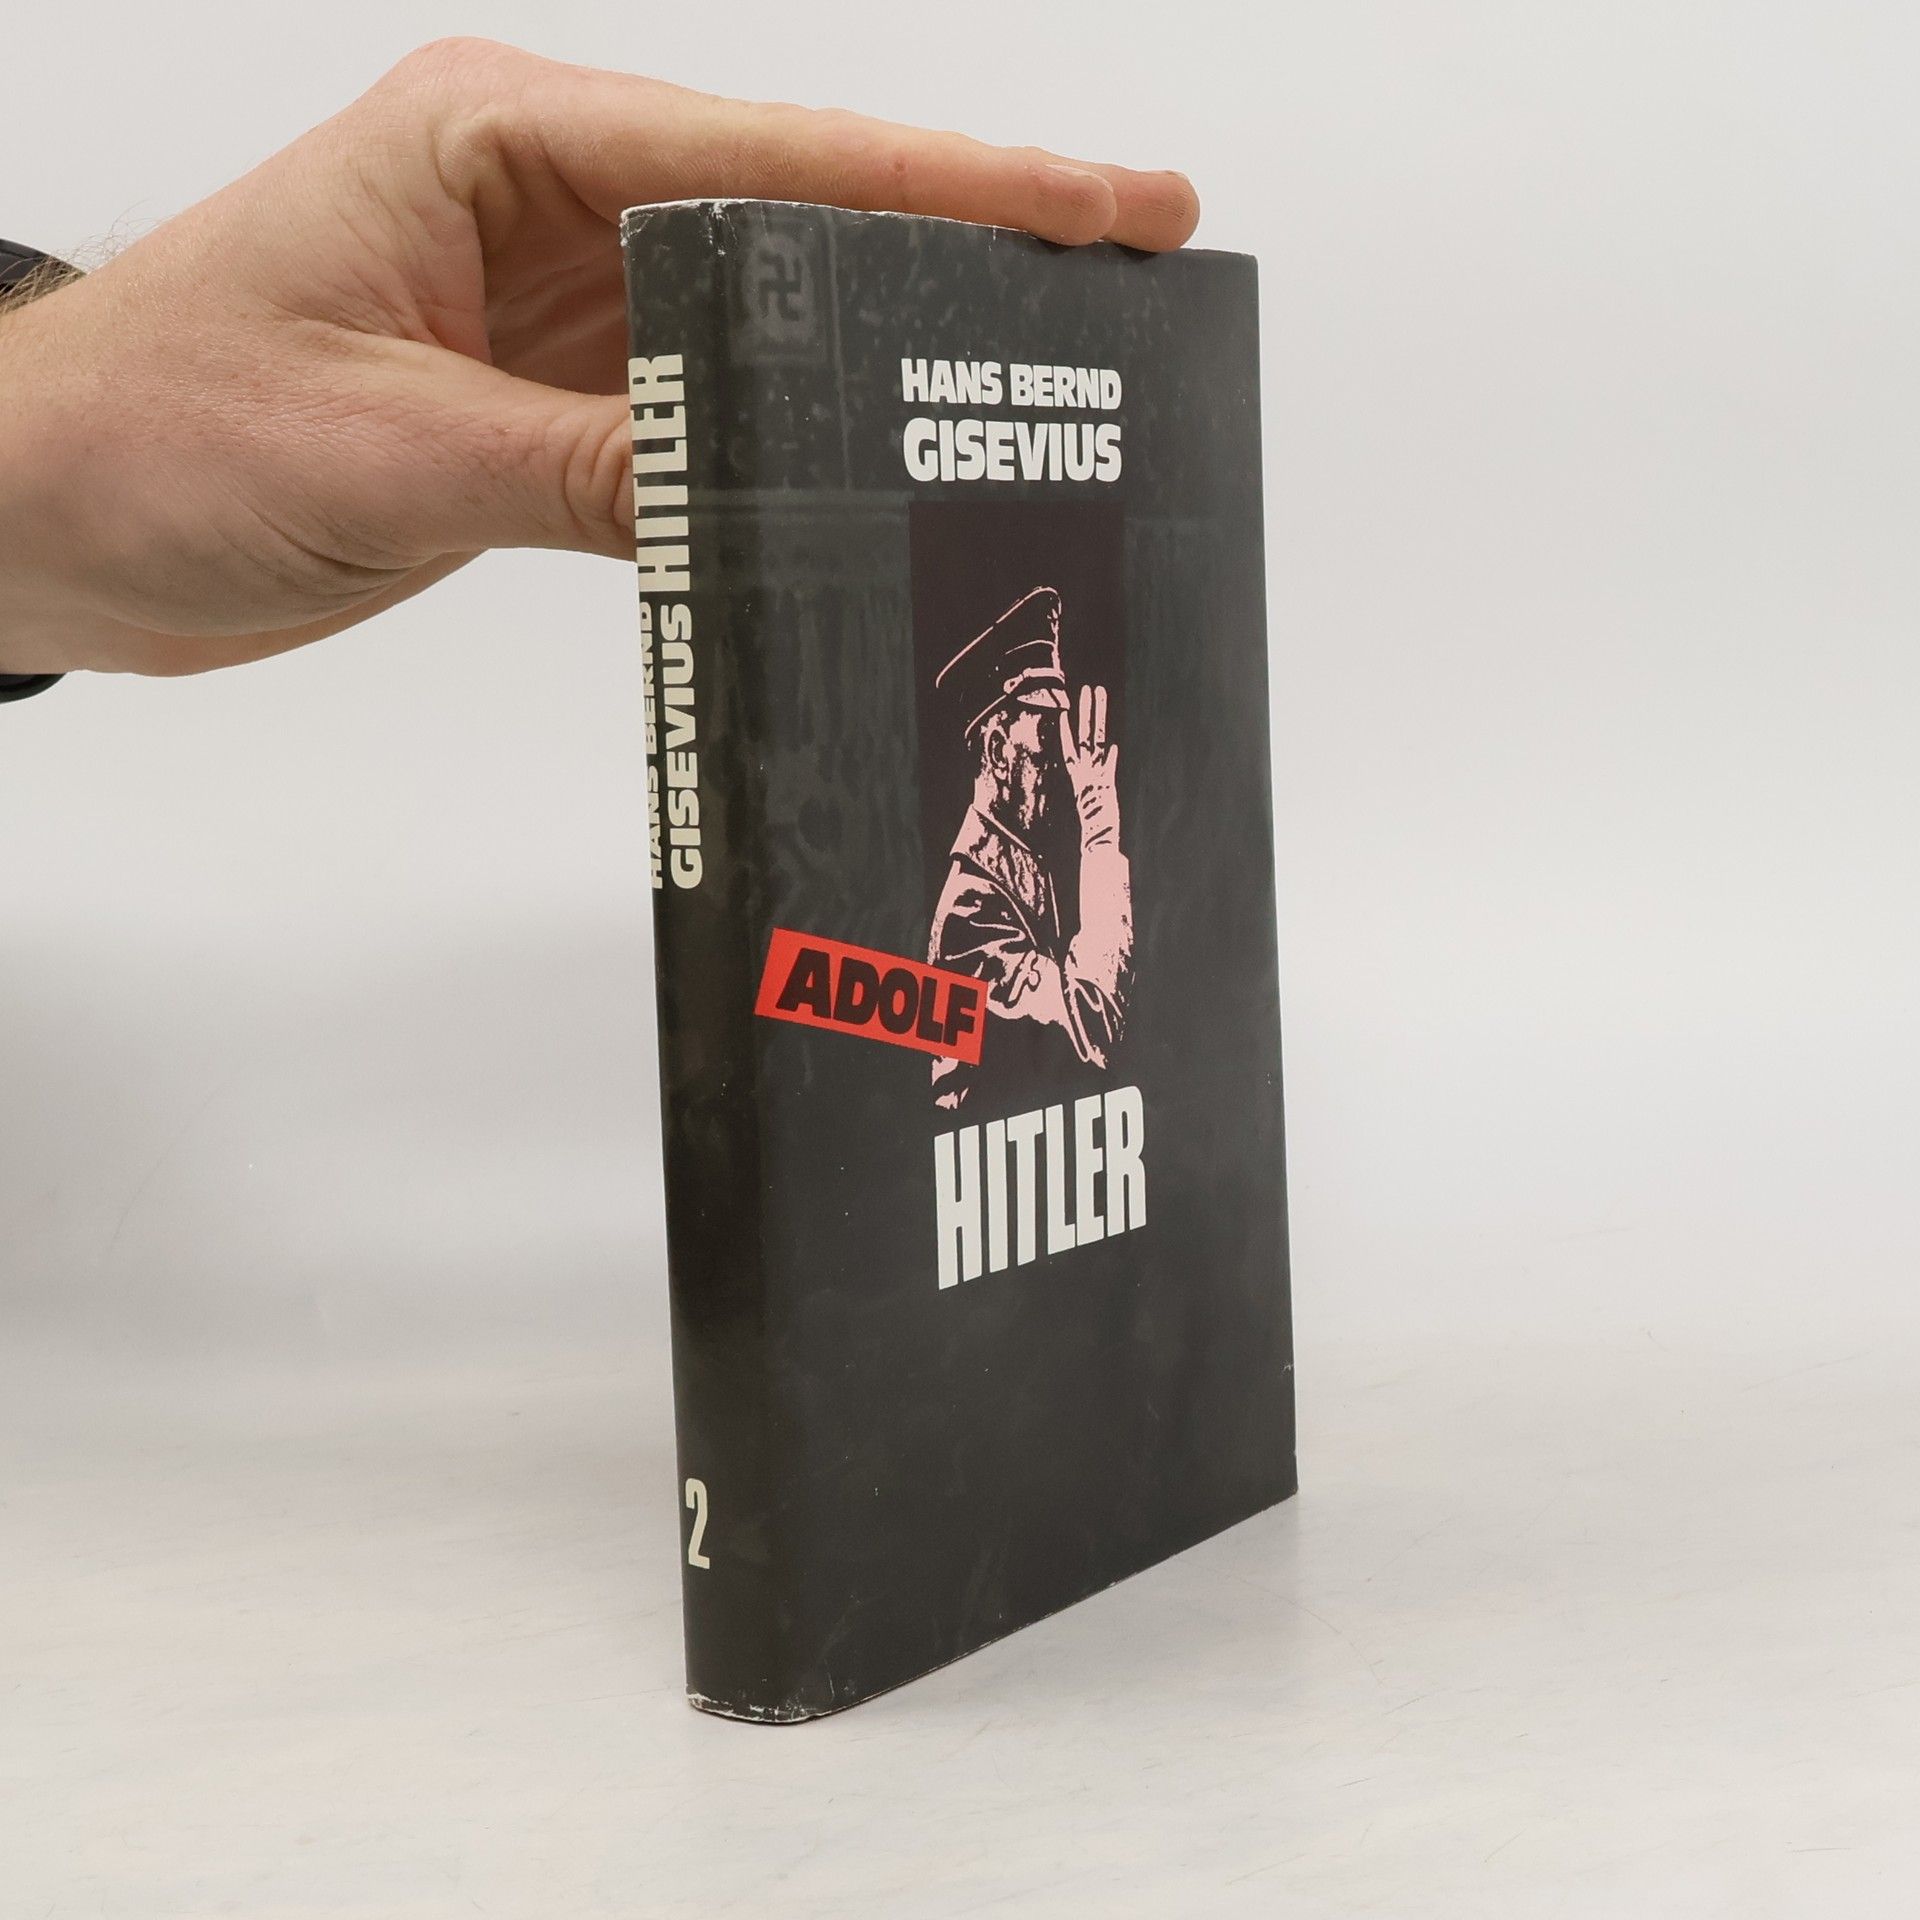 HANS BERND
GISEVIUS
ADOLF
HITLER
HANS BERND
GISEVIUS
HITLER
2